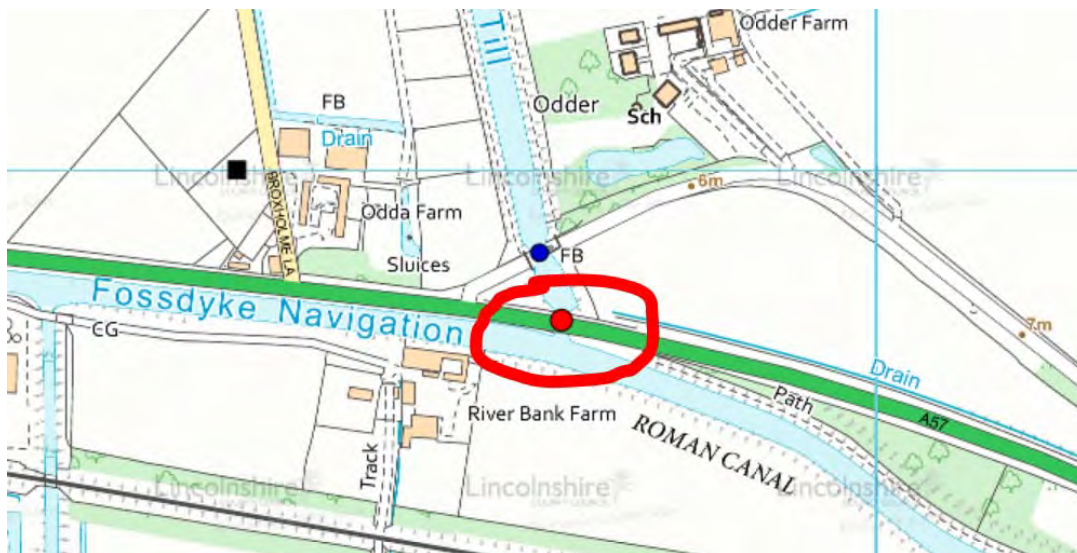 Till
Odder Farm
FB
Odder
Sch
Drain
Lincolnshire
Lincolnshire
Lincolnshire
6m
BROXHOLME LA
Odda Farm
FB
Sluices
Fossdyke Navigation
CG
7m
Drain
Path
A57
River Bank Farm
ROMAN CANAL
Track
Lincolnshire
Lincolnshire
Lincolnshire